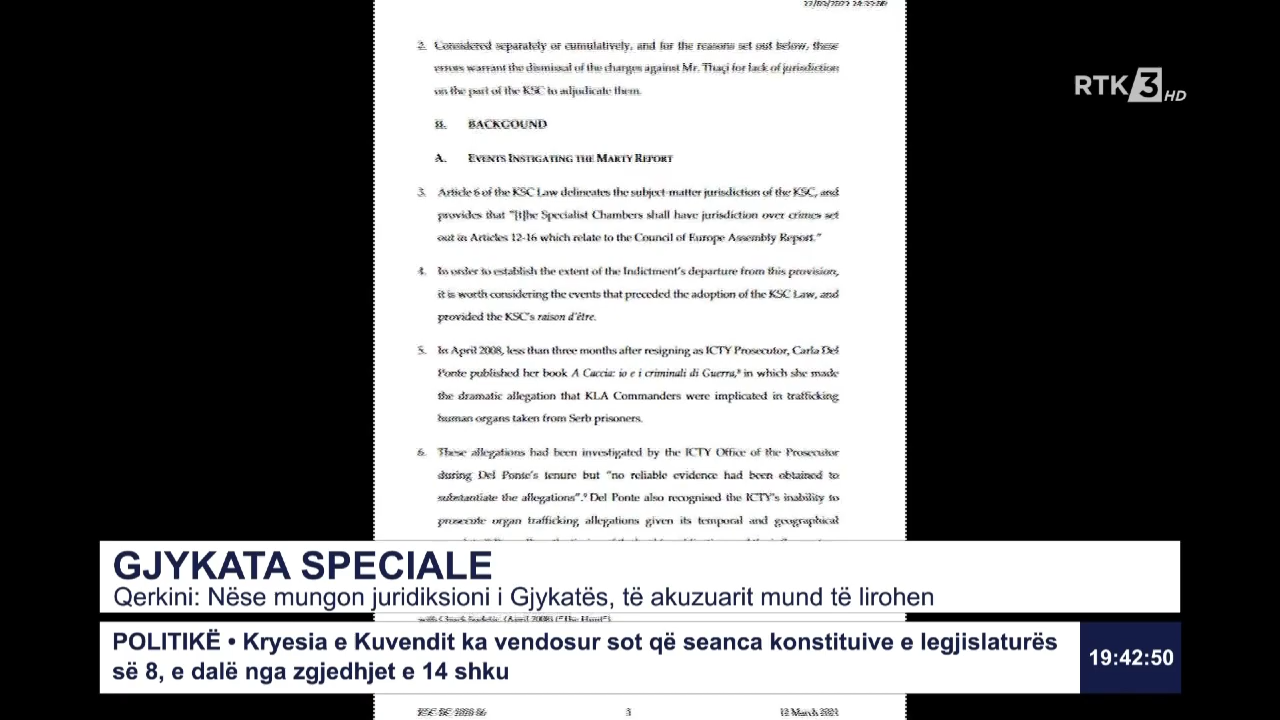 2. Considered separately or cumulatively, and for the reasons set out below, these
errors warrant the dismissal of the charges against Mr. Thaçi for lack of jurisdiction
on the part of the KSC to adjudicate them.
II. BACKGOUND
A. EVENTS INSTIGATING THE MARTY REPORT
RTK 3 HD
3. Article 6 of the KSC Law delineates the subject-matter jurisdiction of the KSC, and
provides that "[t]he Specialist Chambers shall have jurisdiction over crimes set
out in Articles 12-16 which relate to the Council of Europe Assembly Report."
4. In order to establish the extent of the Indictment's departure from this provision,
it is worth considering the events that preceded the adoption of the KSC Law, and
provided the KSC's raison d'être.
5. In April 2008, less than three months after resigning as ICTY Prosecutor, Carla Del
Ponte published her book A Caccia: io e i criminali di Guerra,⁸ in which she made
the dramatic allegation that KLA Commanders were implicated in trafficking
human organs taken from Serb prisoners.
6. These allegations had been investigated by the ICTY Office of the Prosecutor
during Del Ponte's tenure but "no reliable evidence had been obtained to
substantiate the allegations".⁹ Del Ponte also recognised the ICTY's inability to
prosecute organ trafficking allegations given its temporal and geographical
GJYKATA SPECIALE
Qerkini: Nëse mungon juridiksioni i Gjykatës, të akuzuarit mund të lirohen
POLITIKË • Kryesia e Kuvendit ka vendosur sot që seanca konstituive e legjislaturës
së 8, e dalë nga zgjedhjet e 14 shku
19:42:50
3 12 March 2021